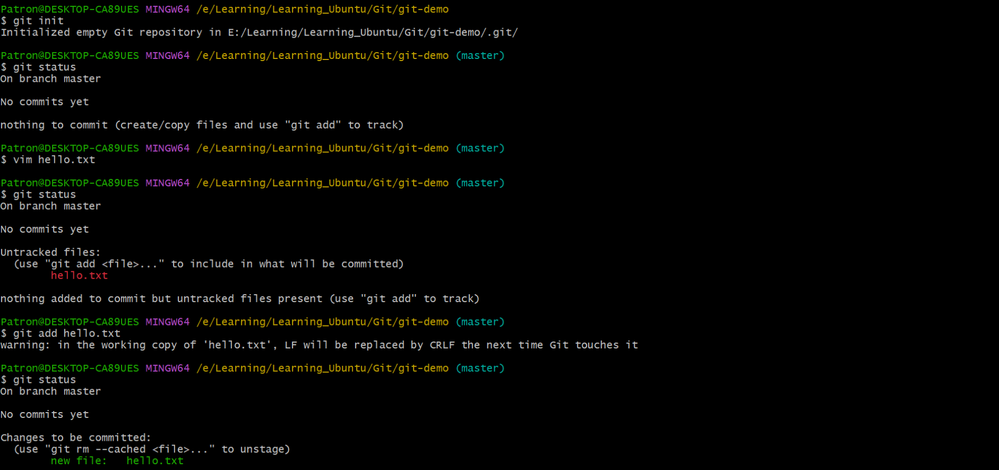 Patron@DESKTOP-CA89UES MINGW64 /e/Learning/Learning_Ubuntu/Git/git-demo
$ git init
Initialized empty Git repository in E:/Learning/Learning_Ubuntu/Git/git-demo/.git/
Patron@DESKTOP-CA89UES MINGW64 /e/Learning/Learning_Ubuntu/Git/git-demo (master)
$ git status
On branch master
No commits yet
nothing to commit (create/copy files and use "git add" to track)
Patron@DESKTOP-CA89UES MINGW64 /e/Learning/Learning_Ubuntu/Git/git-demo (master)
$ vim hello.txt
Patron@DESKTOP-CA89UES MINGW64 /e/Learning/Learning_Ubuntu/Git/git-demo (master)
$ git status
On branch master
No commits yet
Untracked files:
  (use "git add <file>..." to include in what will be committed)
        hello.txt
nothing added to commit but untracked files present (use "git add" to track)
Patron@DESKTOP-CA89UES MINGW64 /e/Learning/Learning_Ubuntu/Git/git-demo (master)
$ git add hello.txt
warning: in the working copy of 'hello.txt', LF will be replaced by CRLF the next time Git touches it
Patron@DESKTOP-CA89UES MINGW64 /e/Learning/Learning_Ubuntu/Git/git-demo (master)
$ git status
On branch master
No commits yet
Changes to be committed:
  (use "git rm --cached <file>..." to unstage)
        new file:   hello.txt